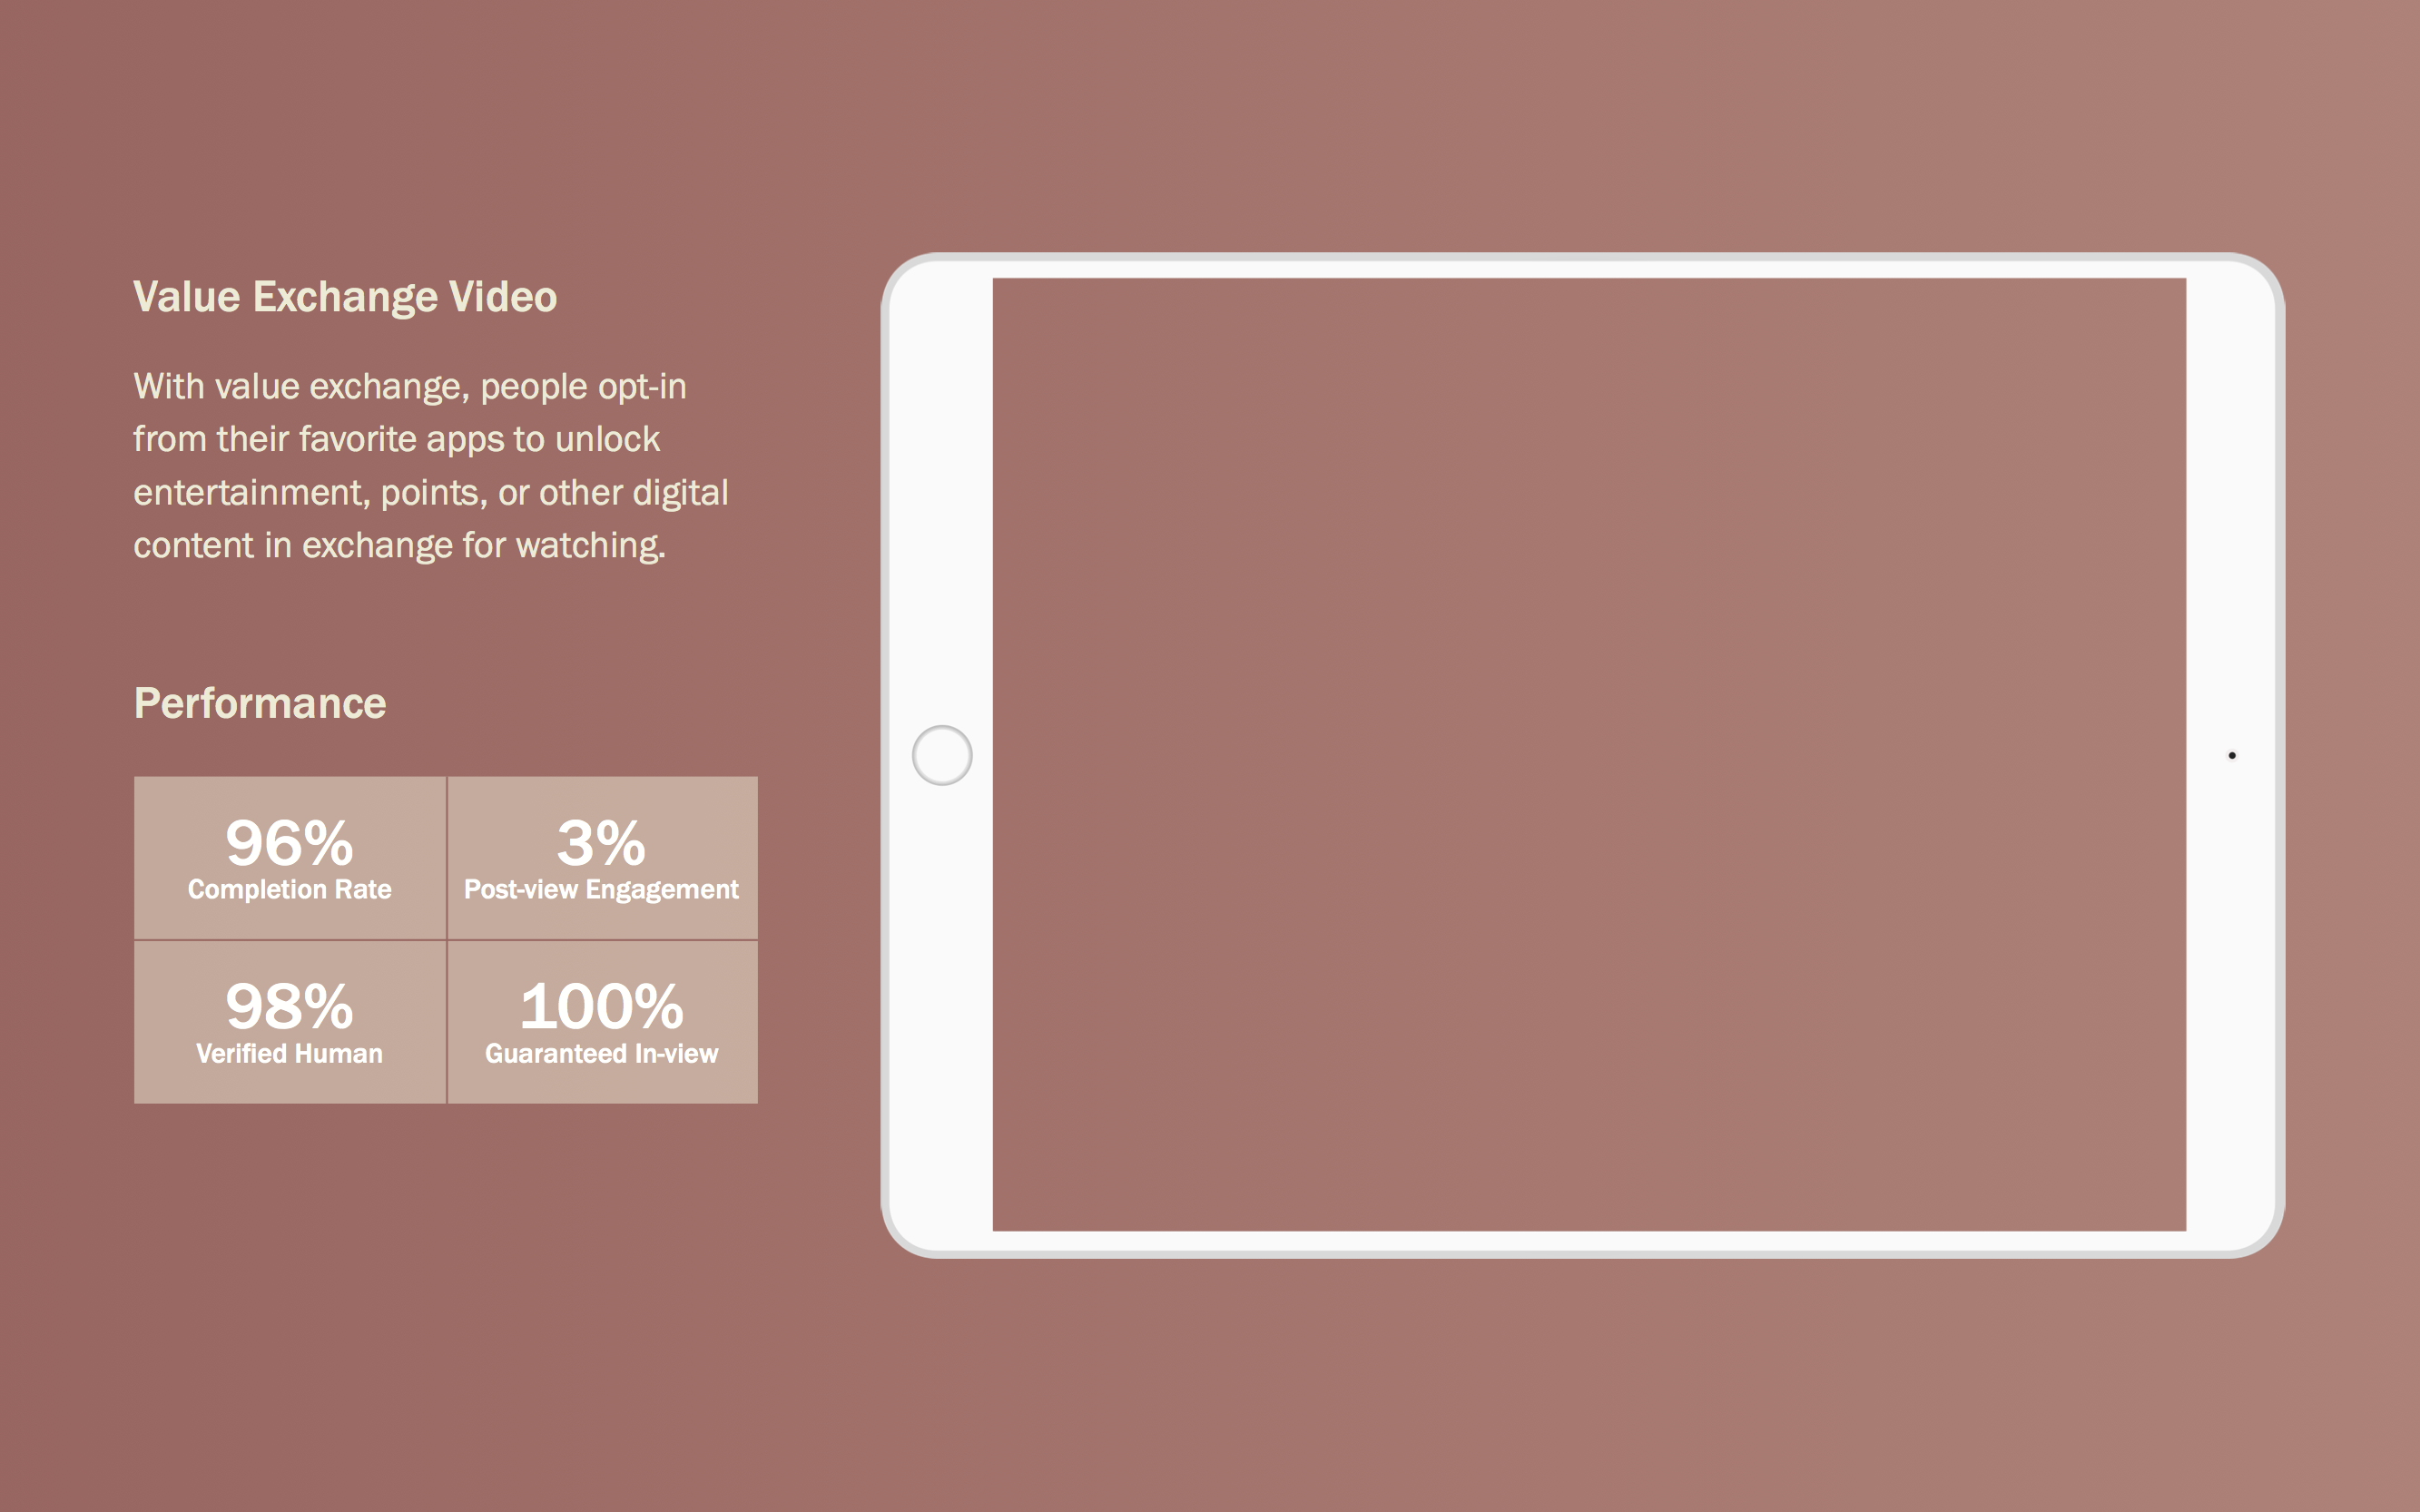 Value Exchange Video
With value exchange, people opt-in
from their favorite apps to unlock
entertainment, points, or other digital
content in exchange for watching.
Performance
96%
Completion Rate
3%
Post-view Engagement
98%
Verified Human
100%
Guaranteed In-view